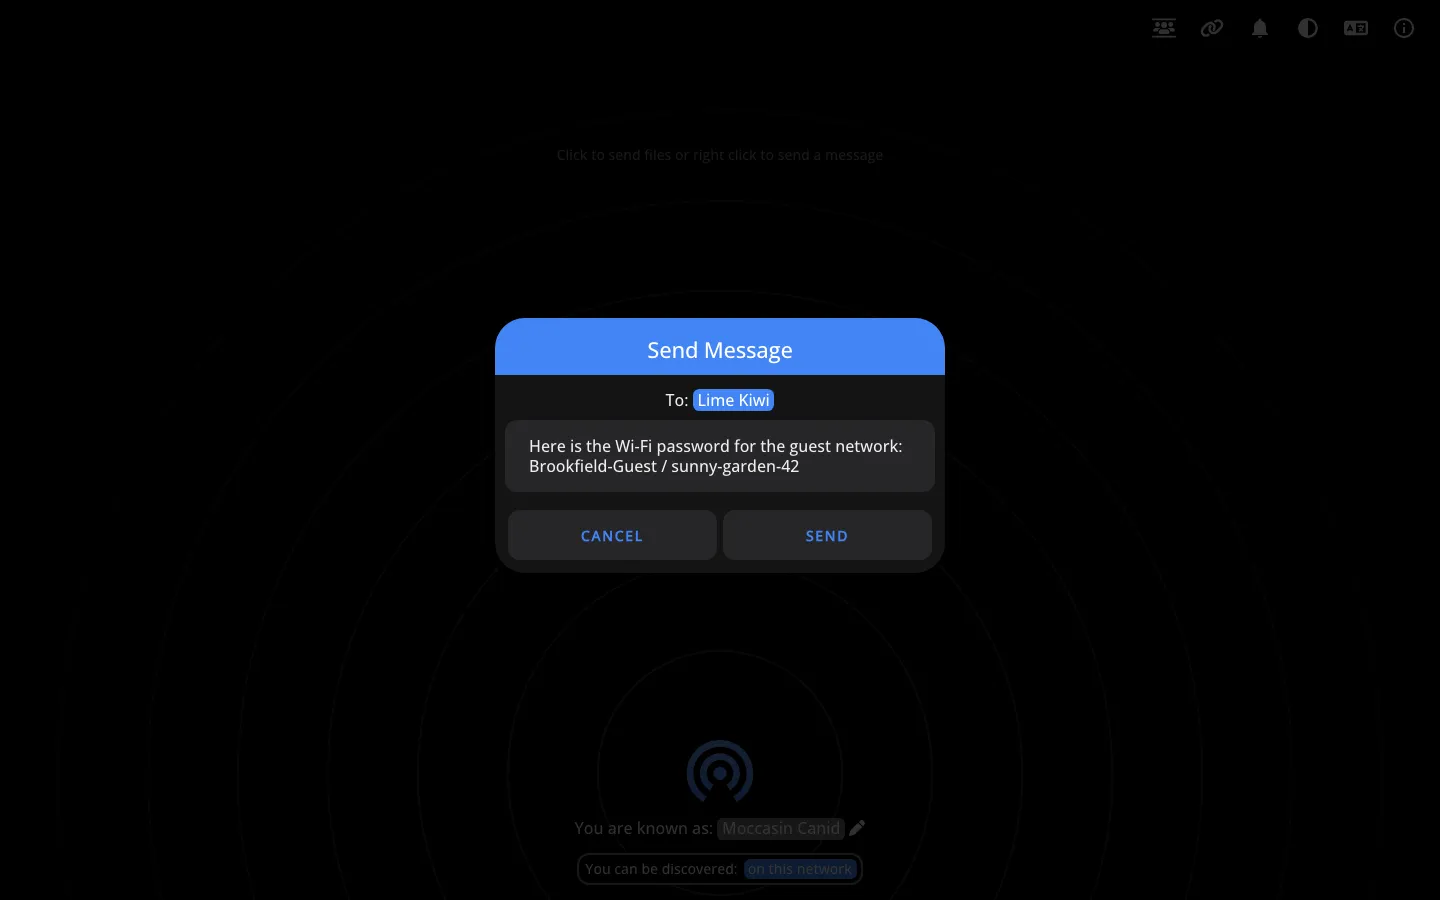 Click to send files or right click to send a message
Send Message
To: Lime Kiwi
Here is the Wi-Fi password for the guest network:
Brookfield-Guest / sunny-garden-42
CANCEL
SEND
You are known as: Moccasin Canid
You can be discovered: on this network